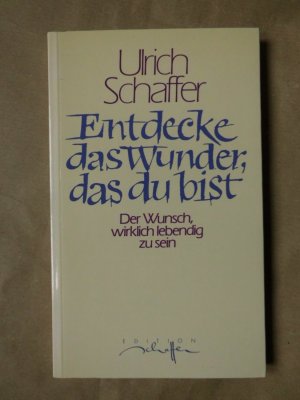 Ulrich
Schaffer
Entdecke
das Wunder,
das du bist
Der Wunsch,
wirklich lebendig
zu sein
EDITION
Schaffer